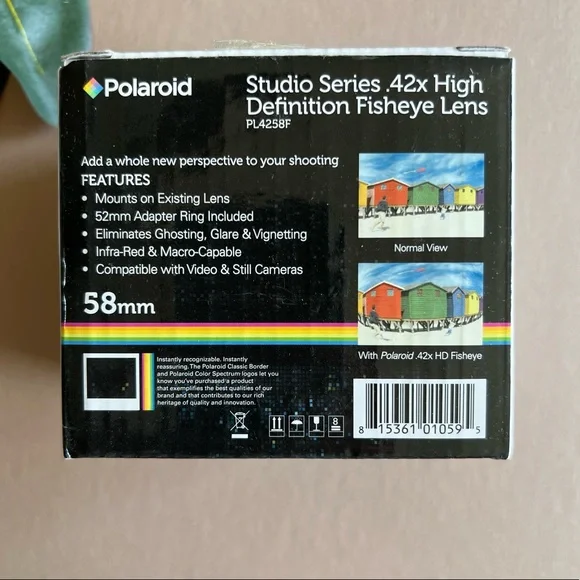 Polaroid
Studio Series .42x High
Definition Fisheye Lens
PL4258F
Add a whole new perspective to your shooting
FEATURES
• Mounts on Existing Lens
• 52mm Adapter Ring Included
• Eliminates Ghosting, Glare & Vignetting
• Infra-Red & Macro-Capable
• Compatible with Video & Still Cameras
58mm
Normal View
With Polaroid .42x HD Fisheye
Instantly recognizable. Instantly
reassuring. The Polaroid Classic Border
and Polaroid Color Spectrum logos let you
know you've purchased a product
that exemplifies the best qualities of our
brand and that contributes to our rich
heritage of quality and innovation.
8
8 15361 01059 5